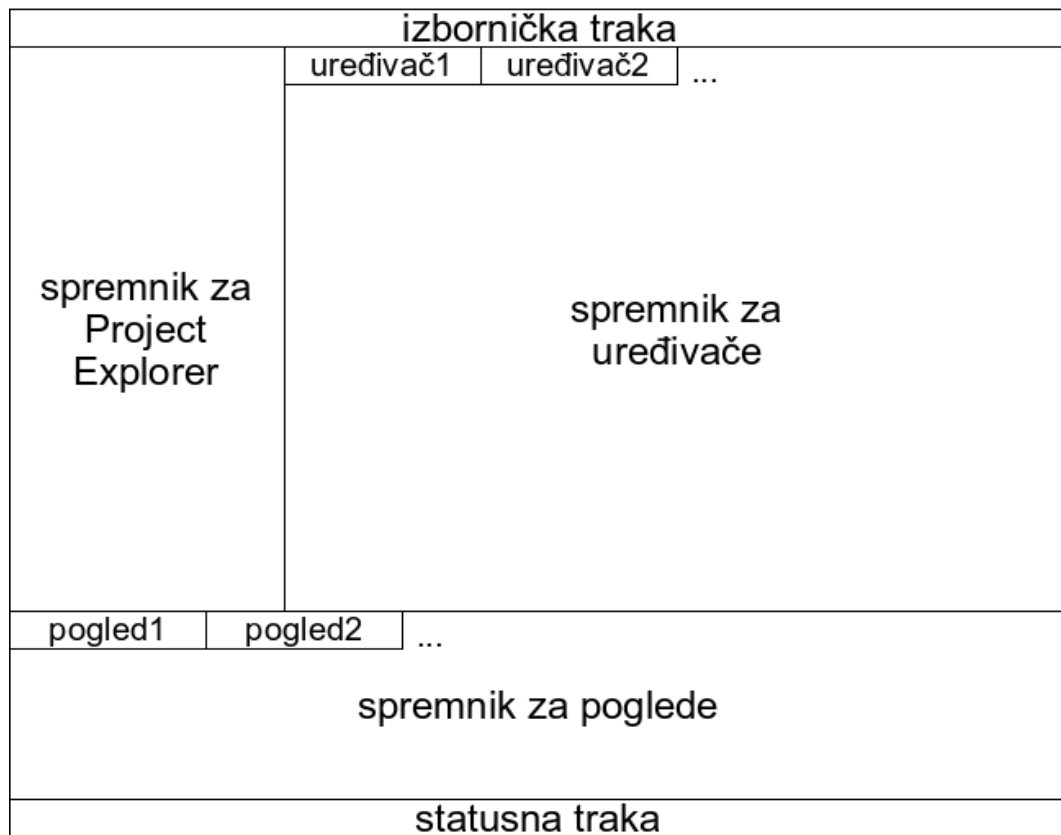 izbornička traka
uređivač1 uređivač2 ...
spremnik za
Project
Explorer
spremnik za
uređivače
pogled1 pogled2 ...
spremnik za poglede
statusna traka